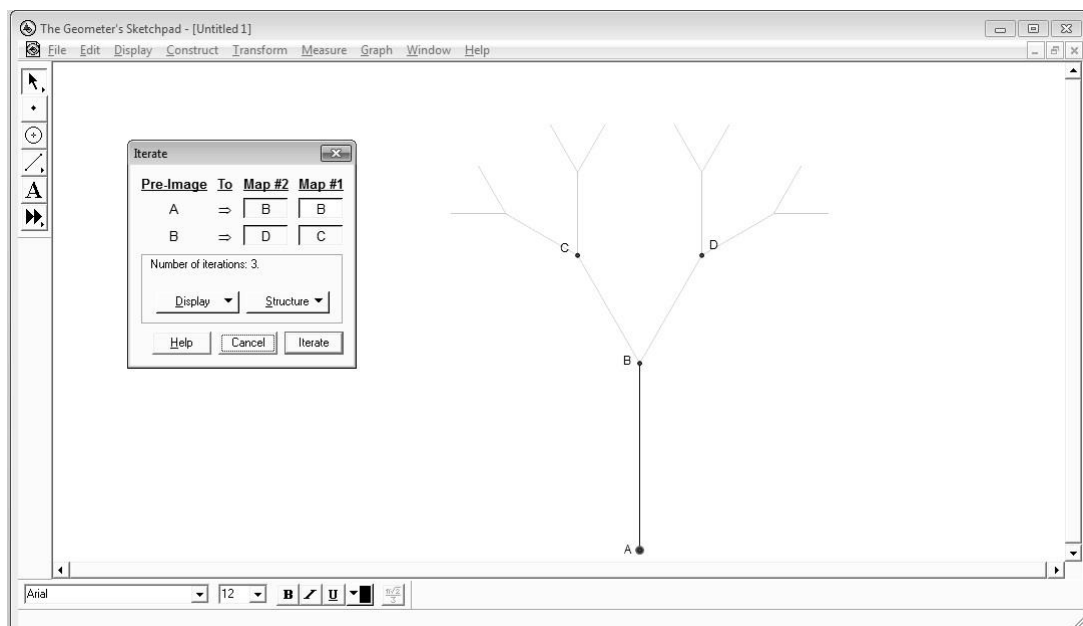 The Geometer's Sketchpad - [Untitled 1]
File Edit Display Construct Transform Measure Graph Window Help
A
Iterate
Pre-Image To Map #2 Map #1
A ⇒ B B
B ⇒ D C
Number of iterations: 3.
Display Structure
Help Cancel Iterate
C
D
B
A
Arial 12 B I U